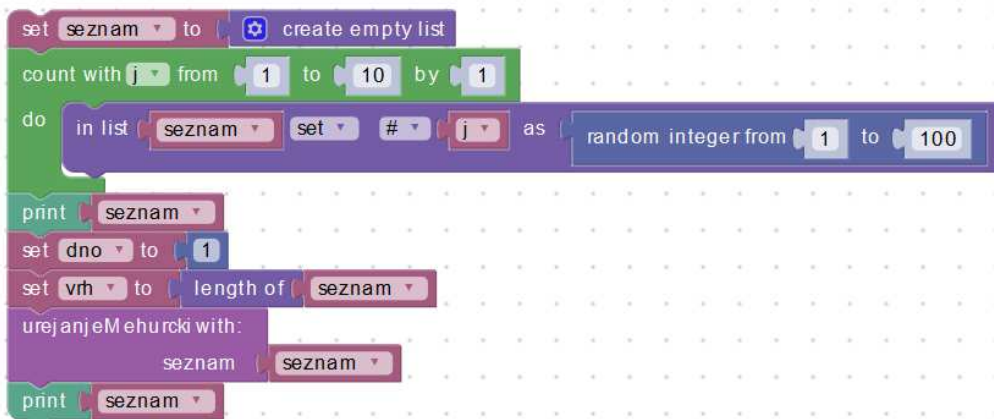 set seznam to create empty list
count with j from 1 to 10 by 1
do in list seznam set # j as random integer from 1 to 100
print seznam
set dno to 1
set vrh to length of seznam
urejanjeMehurcki with:
seznam seznam
print seznam